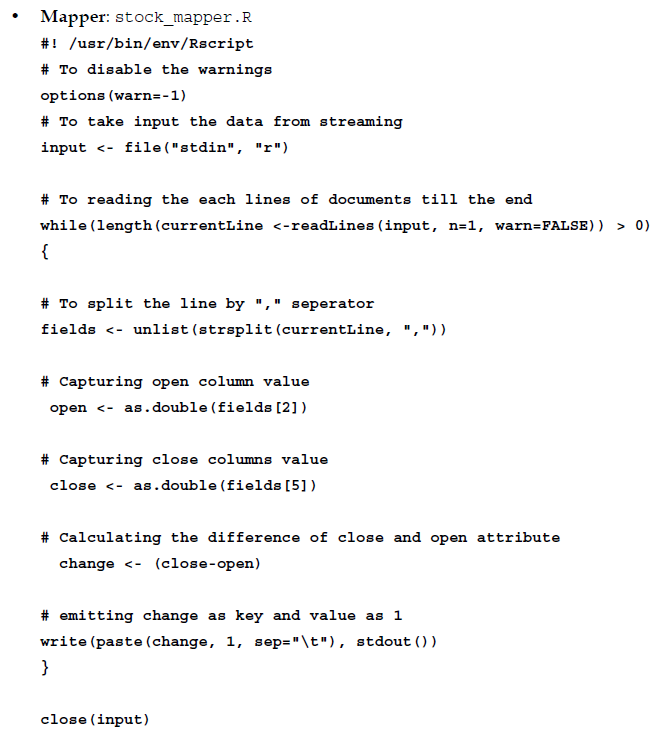 • Mapper: stock_mapper.R
#! /usr/bin/env/Rscript
# To disable the warnings
options(warn=-1)
# To take input the data from streaming
input <- file("stdin", "r")
# To reading the each lines of documents till the end
while(length(currentLine <-readLines(input, n=1, warn=FALSE)) > 0)
{
# To split the line by "," seperator
fields <- unlist(strsplit(currentLine, ","))
# Capturing open column value
open <- as.double(fields[2])
# Capturing close columns value
close <- as.double(fields[5])
# Calculating the difference of close and open attribute
change <- (close-open)
# emitting change as key and value as 1
write(paste(change, 1, sep="\t"), stdout())
}
close(input)